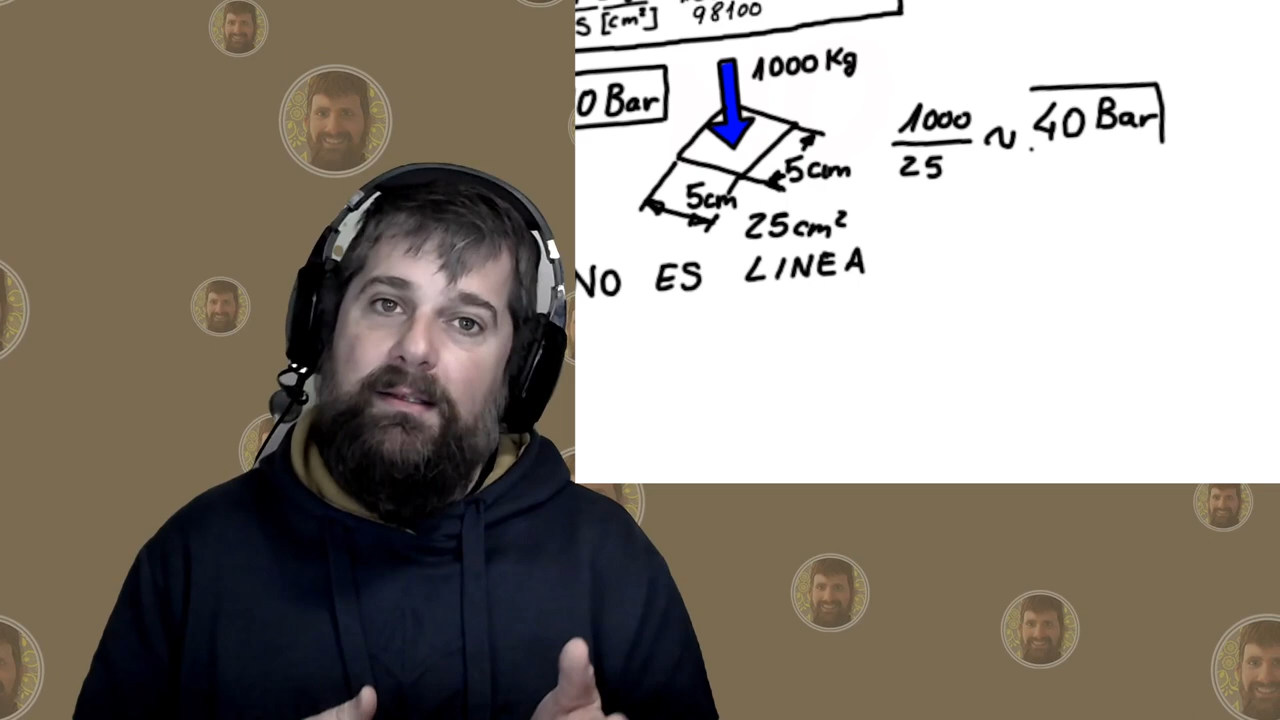 S [cm²] 98100
1000 Kg
0 Bar
1000
25
~ 40 Bar
5cm
5cm
25cm²
NO ES LINEA